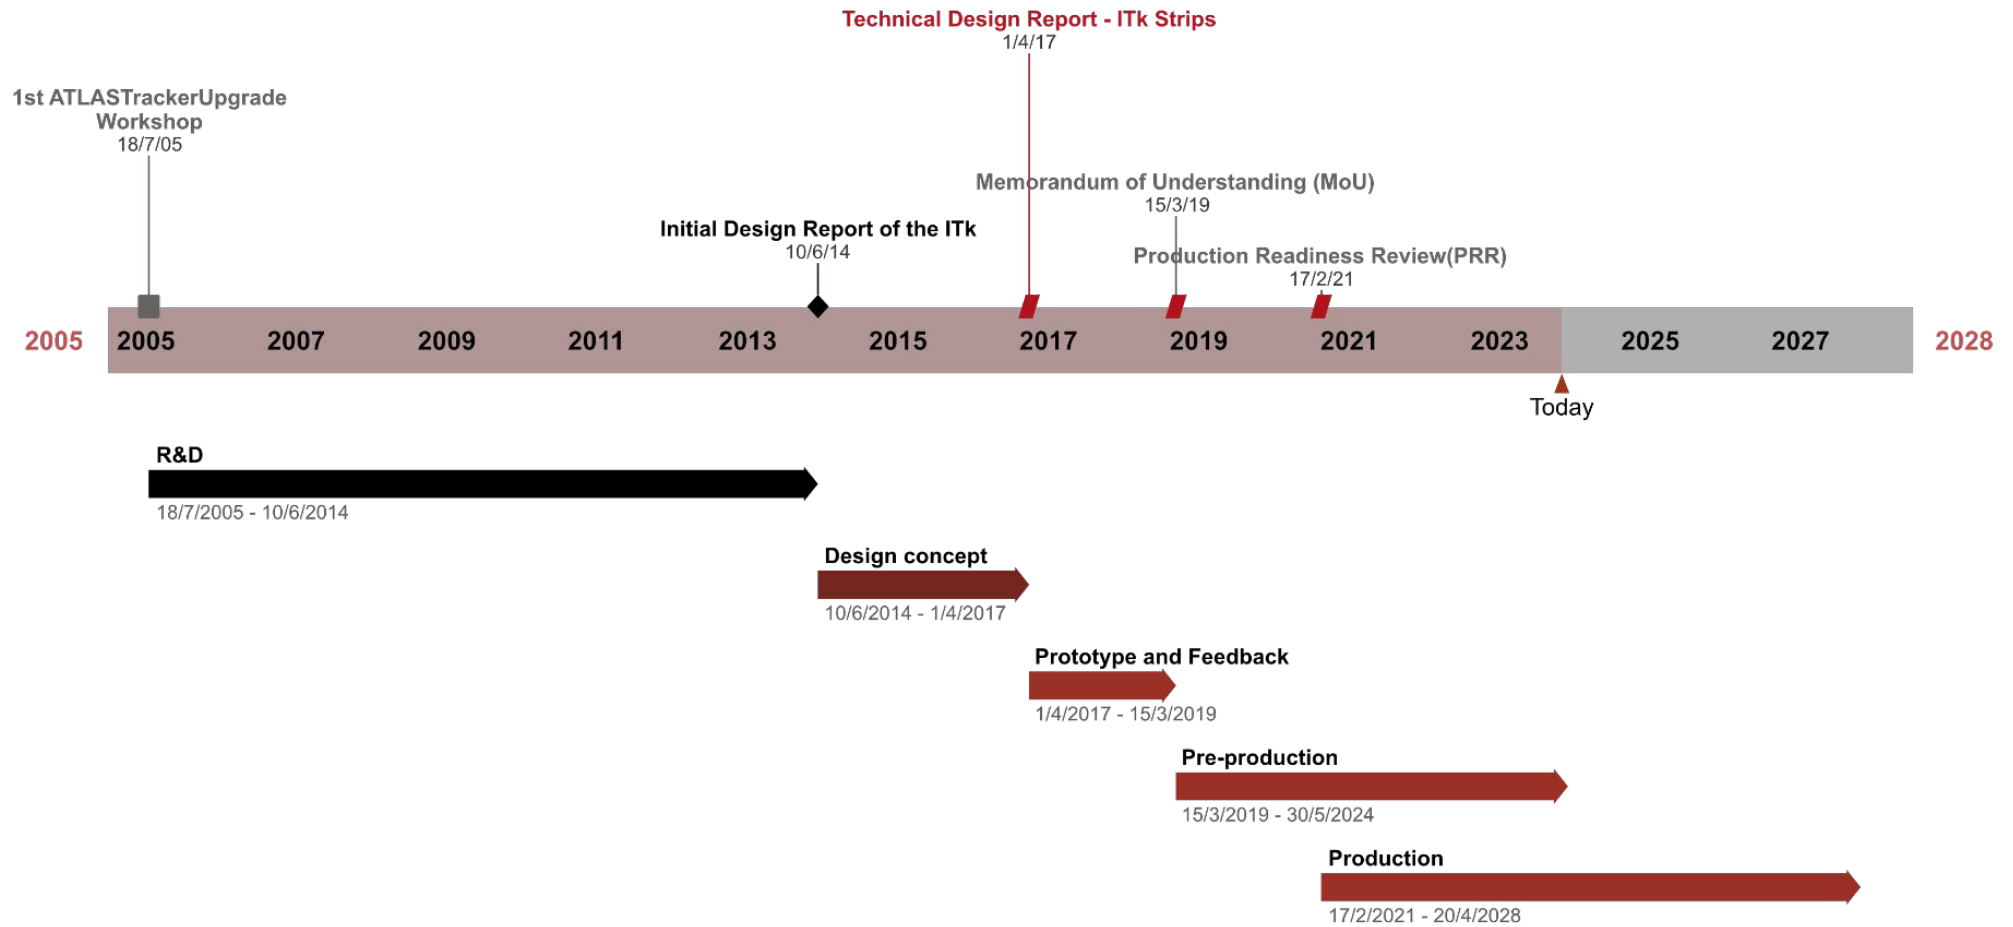 Technical Design Report - ITk Strips
1/4/17
1st ATLASTrackerUpgrade
Workshop
18/7/05
Memorandum of Understanding (MoU)
15/3/19
Initial Design Report of the ITk
10/6/14
Production Readiness Review(PRR)
17/2/21
2005 2005 2007 2009 2011 2013 2015 2017 2019 2021 2023 2025 2027 2028
Today
R&D
18/7/2005 - 10/6/2014
Design concept
10/6/2014 - 1/4/2017
Prototype and Feedback
1/4/2017 - 15/3/2019
Pre-production
15/3/2019 - 30/5/2024
Production
17/2/2021 - 20/4/2028